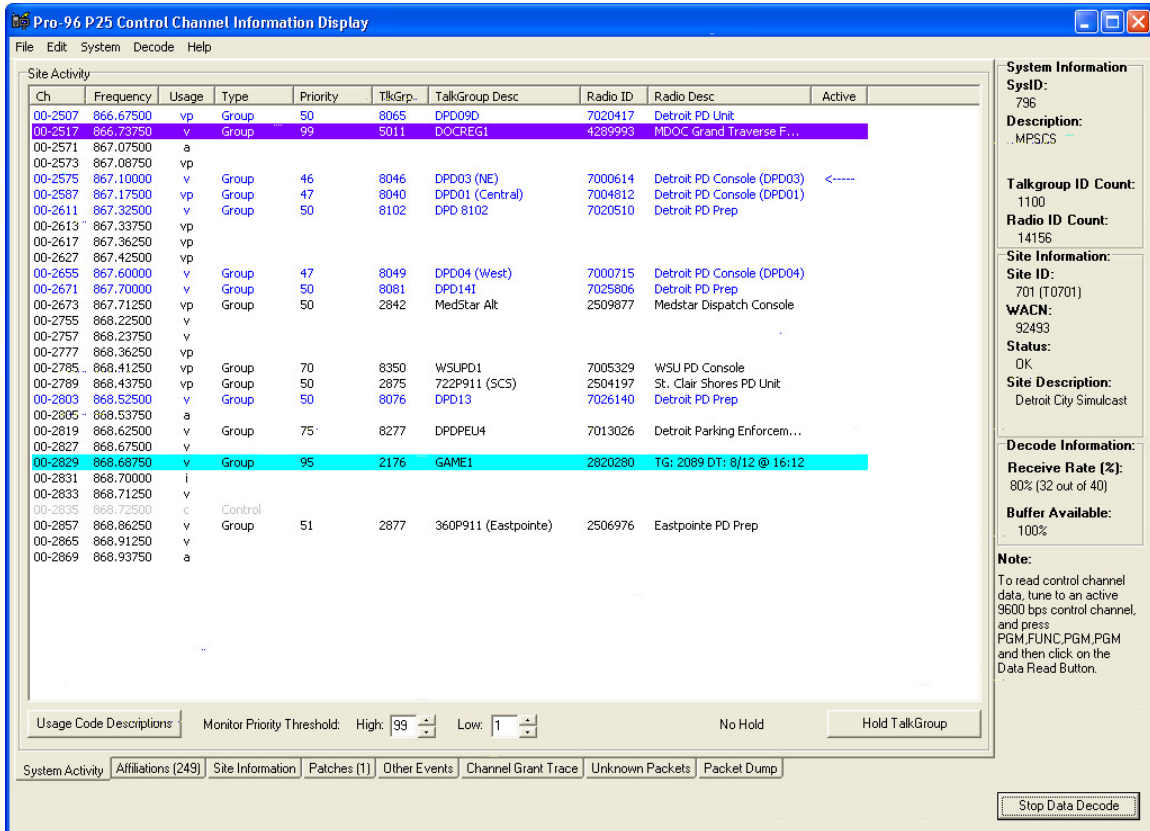 Pro-96 P25 Control Channel Information Display
File Edit System Decode Help
Site Activity
Ch Frequency Usage Type Priority TlkGrp.. TalkGroup Desc Radio ID Radio Desc Active
00-2507 866.67500 vp Group 50 8065 DPD09D 7020417 Detroit PD Unit
00-2517 866.73750 v Group 99 5011 DOCREG1 4289993 MDOC Grand Traverse F...
00-2571 867.07500 a
00-2573 867.08750 vp
00-2575 867.10000 v Group 46 8046 DPD03 (NE) 7000614 Detroit PD Console (DPD03) <-----
00-2587 867.17500 vp Group 47 8040 DPD01 (Central) 7004812 Detroit PD Console (DPD01)
00-2611 867.32500 v Group 50 8102 DPD 8102 7020510 Detroit PD Prep
00-2613 867.33750 vp
00-2617 867.36250 vp
00-2627 867.42500 vp
00-2655 867.60000 v Group 47 8049 DPD04 (West) 7000715 Detroit PD Console (DPD04)
00-2671 867.70000 v Group 50 8081 DPD14I 7025806 Detroit PD Prep
00-2673 867.71250 vp Group 50 2842 MedStar Alt 2509877 Medstar Dispatch Console
00-2755 868.22500 v
00-2757 868.23750 v
00-2777 868.36250 vp
00-2785 868.41250 vp Group 70 8350 WSUPD1 7005329 WSU PD Console
00-2789 868.43750 vp Group 50 2875 722P911 (SCS) 2504197 St. Clair Shores PD Unit
00-2803 868.52500 v Group 50 8076 DPD13 7026140 Detroit PD Prep
00-2805 868.53750 a
00-2819 868.62500 v Group 75 8277 DPDPEU4 7013026 Detroit Parking Enforcem...
00-2827 868.67500 v
00-2829 868.68750 v Group 95 2176 GAME1 2820280 TG: 2089 DT: 8/12 @ 16:12
00-2831 868.70000 i
00-2833 868.71250 v
00-2835 868.72500 c Control
00-2857 868.86250 v Group 51 2877 360P911 (Eastpointe) 2506976 Eastpointe PD Prep
00-2865 868.91250 v
00-2869 868.93750 a
Usage Code Descriptions Monitor Priority Threshold: High: 99 Low: 1 No Hold Hold TalkGroup
System Activity Affiliations (249) Site Information Patches (1) Other Events Channel Grant Trace Unknown Packets Packet Dump
System Information
SysID:
796
Description:
MPSCS
Talkgroup ID Count:
1100
Radio ID Count:
14156
Site Information:
Site ID:
701 (T0701)
WACN:
92493
Status:
OK
Site Description:
Detroit City Simulcast
Decode Information:
Receive Rate (%):
80% (32 out of 40)
Buffer Available:
100%
Note:
To read control channel
data, tune to an active
9600 bps control channel,
and press
PGM,FUNC,PGM,PGM
and then click on the
Data Read Button.
Stop Data Decode